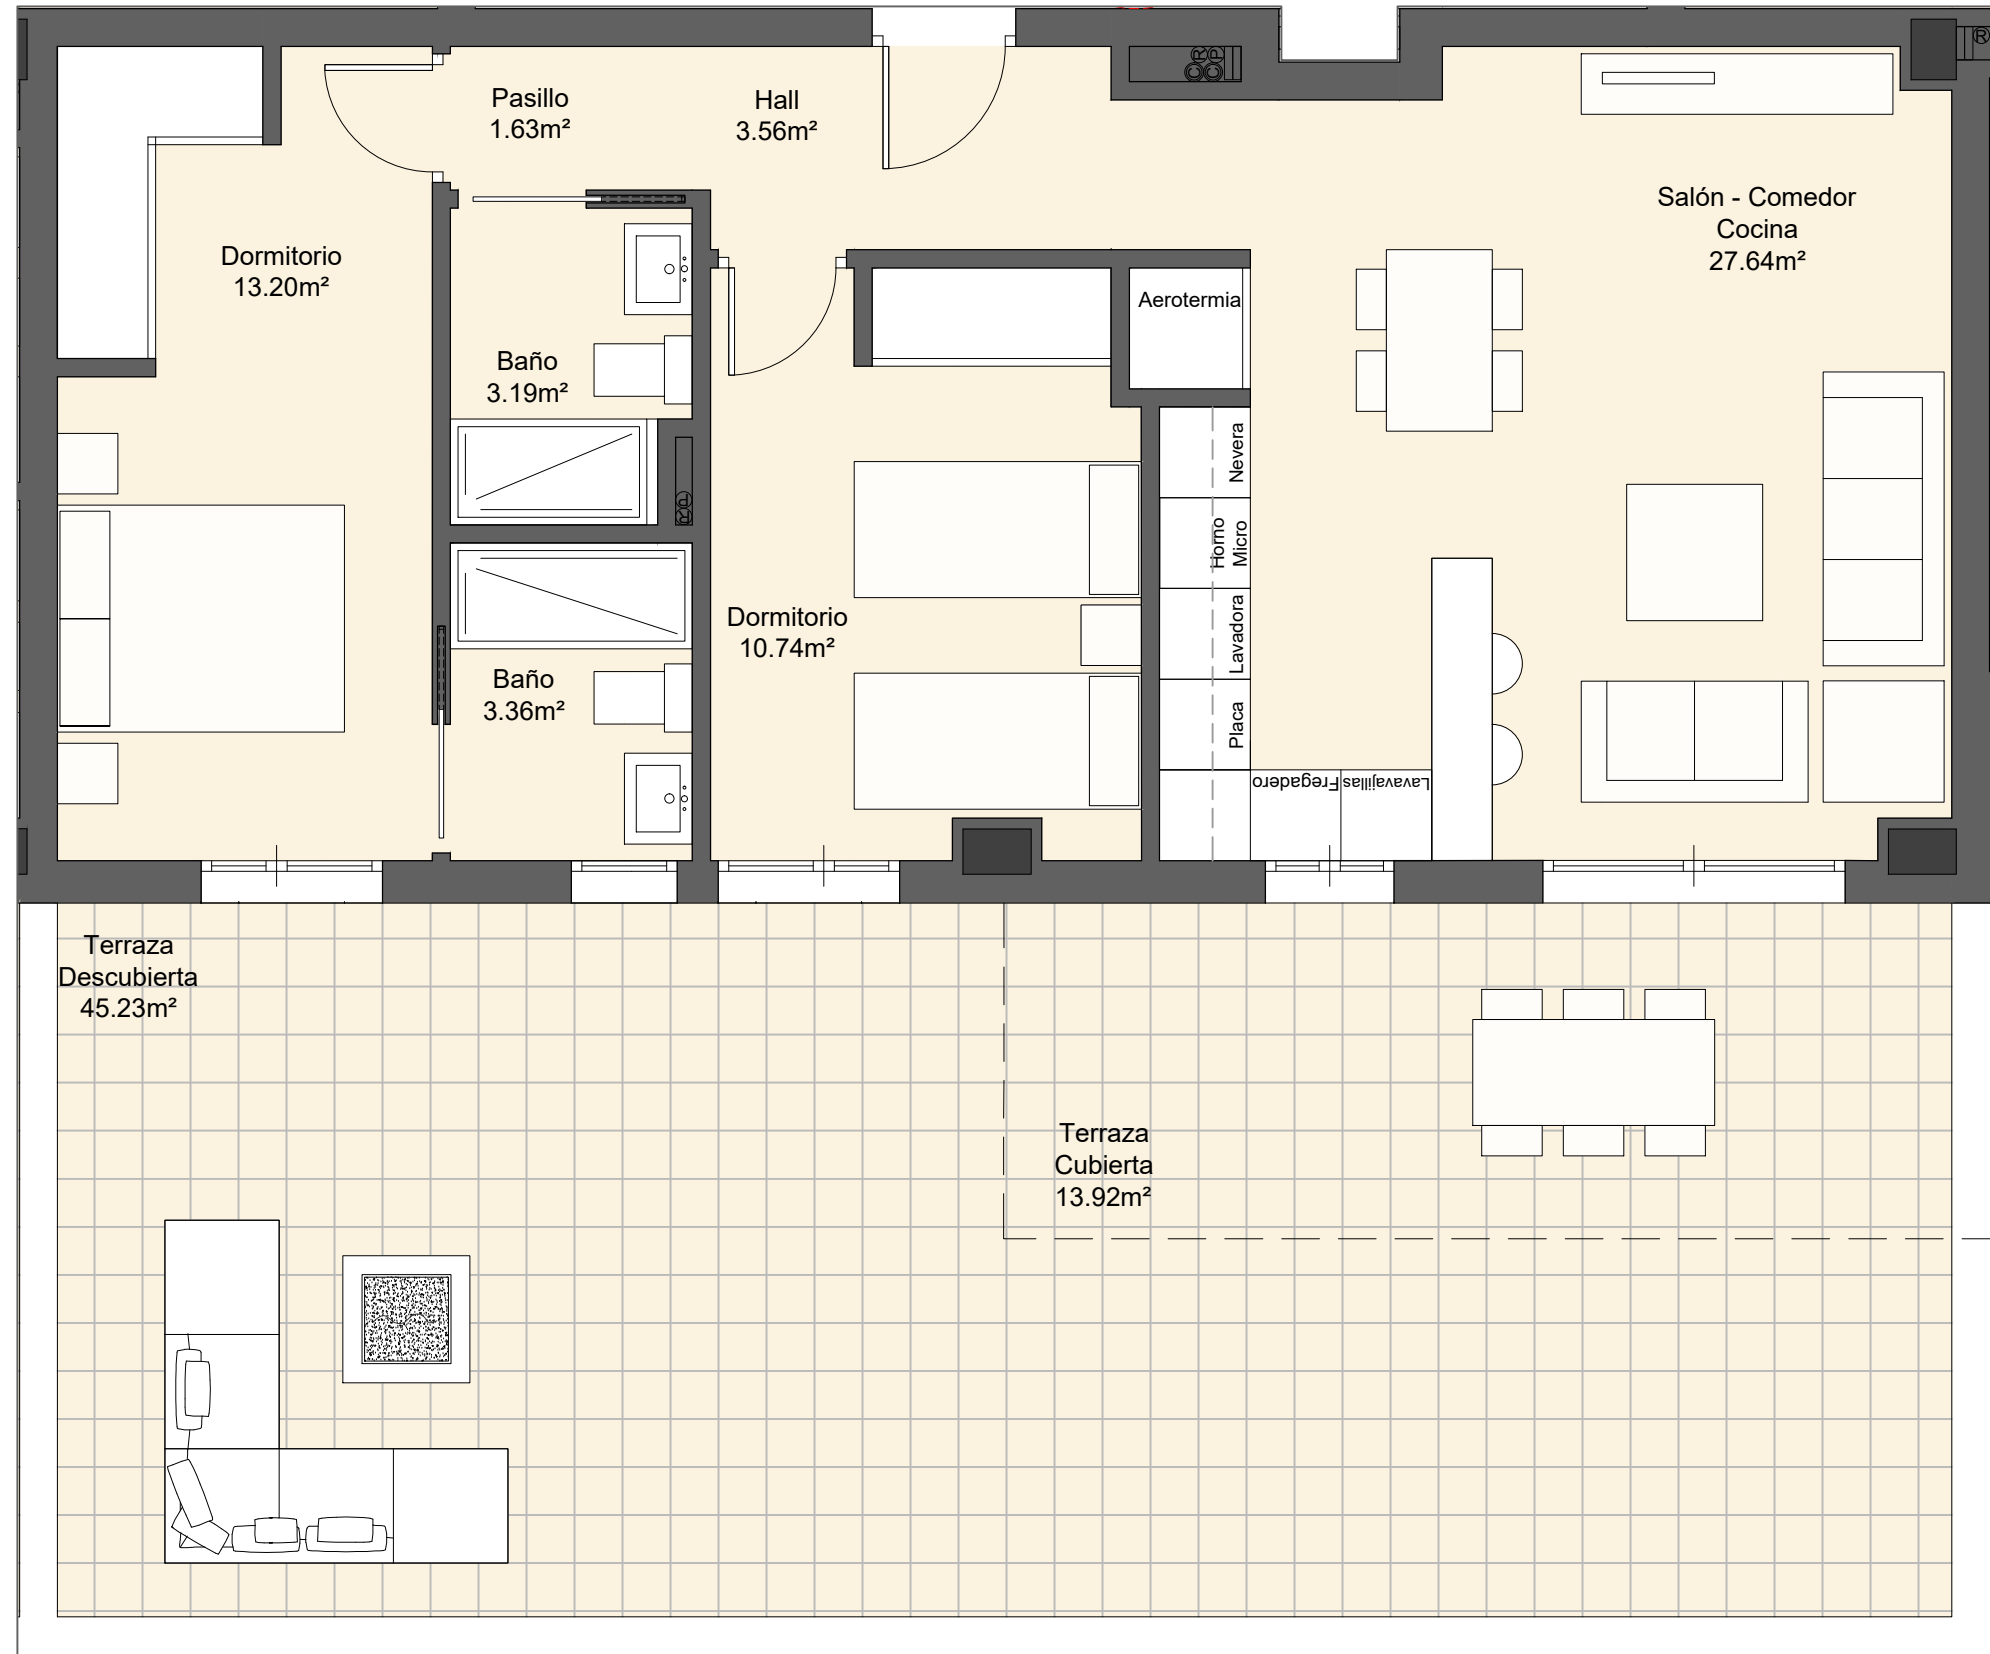 Pasillo
1.63m²
Hall
3.56m²
CR
CP
R
Salón - Comedor
Cocina
27.64m²
Dormitorio
13.20m²
Aerotermia
Baño
3.19m²
Nevera
Horno
Micro
Lavadora
Placa
Fregadero
Lavavajillas
Dormitorio
10.74m²
Baño
3.36m²
Terraza
Descubierta
45.23m²
Terraza
Cubierta
13.92m²